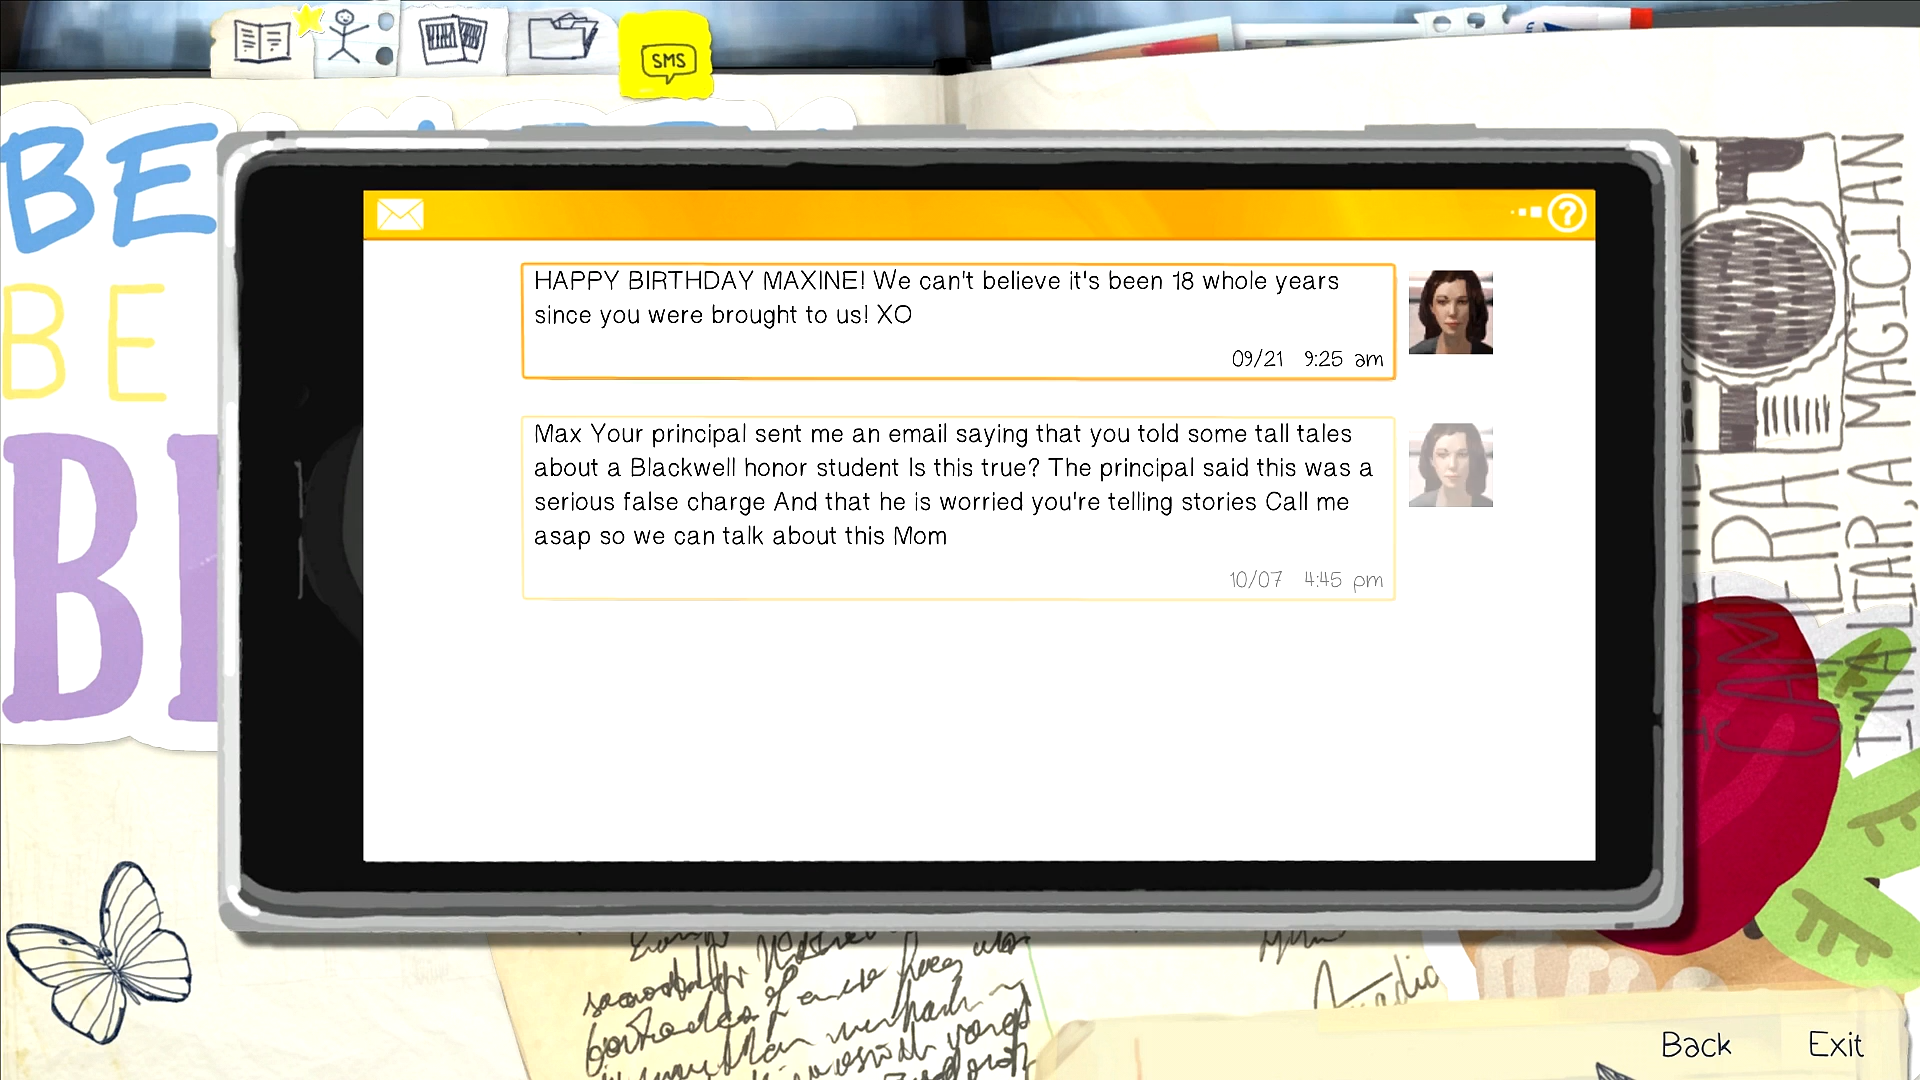 SMS
BE
BE
HAPPY BIRTHDAY MAXINE! We can't believe it's been 18 whole years
since you were brought to us! XO
09/21 9:25 am
Max Your principal sent me an email saying that you told some tall tales
about a Blackwell honor student Is this true? The principal said this was a
serious false charge And that he is worried you're telling stories Call me
asap so we can talk about this Mom
10/07 4:45 pm
CAMERA
LIAR, A MAGICIAN
Back
Exit